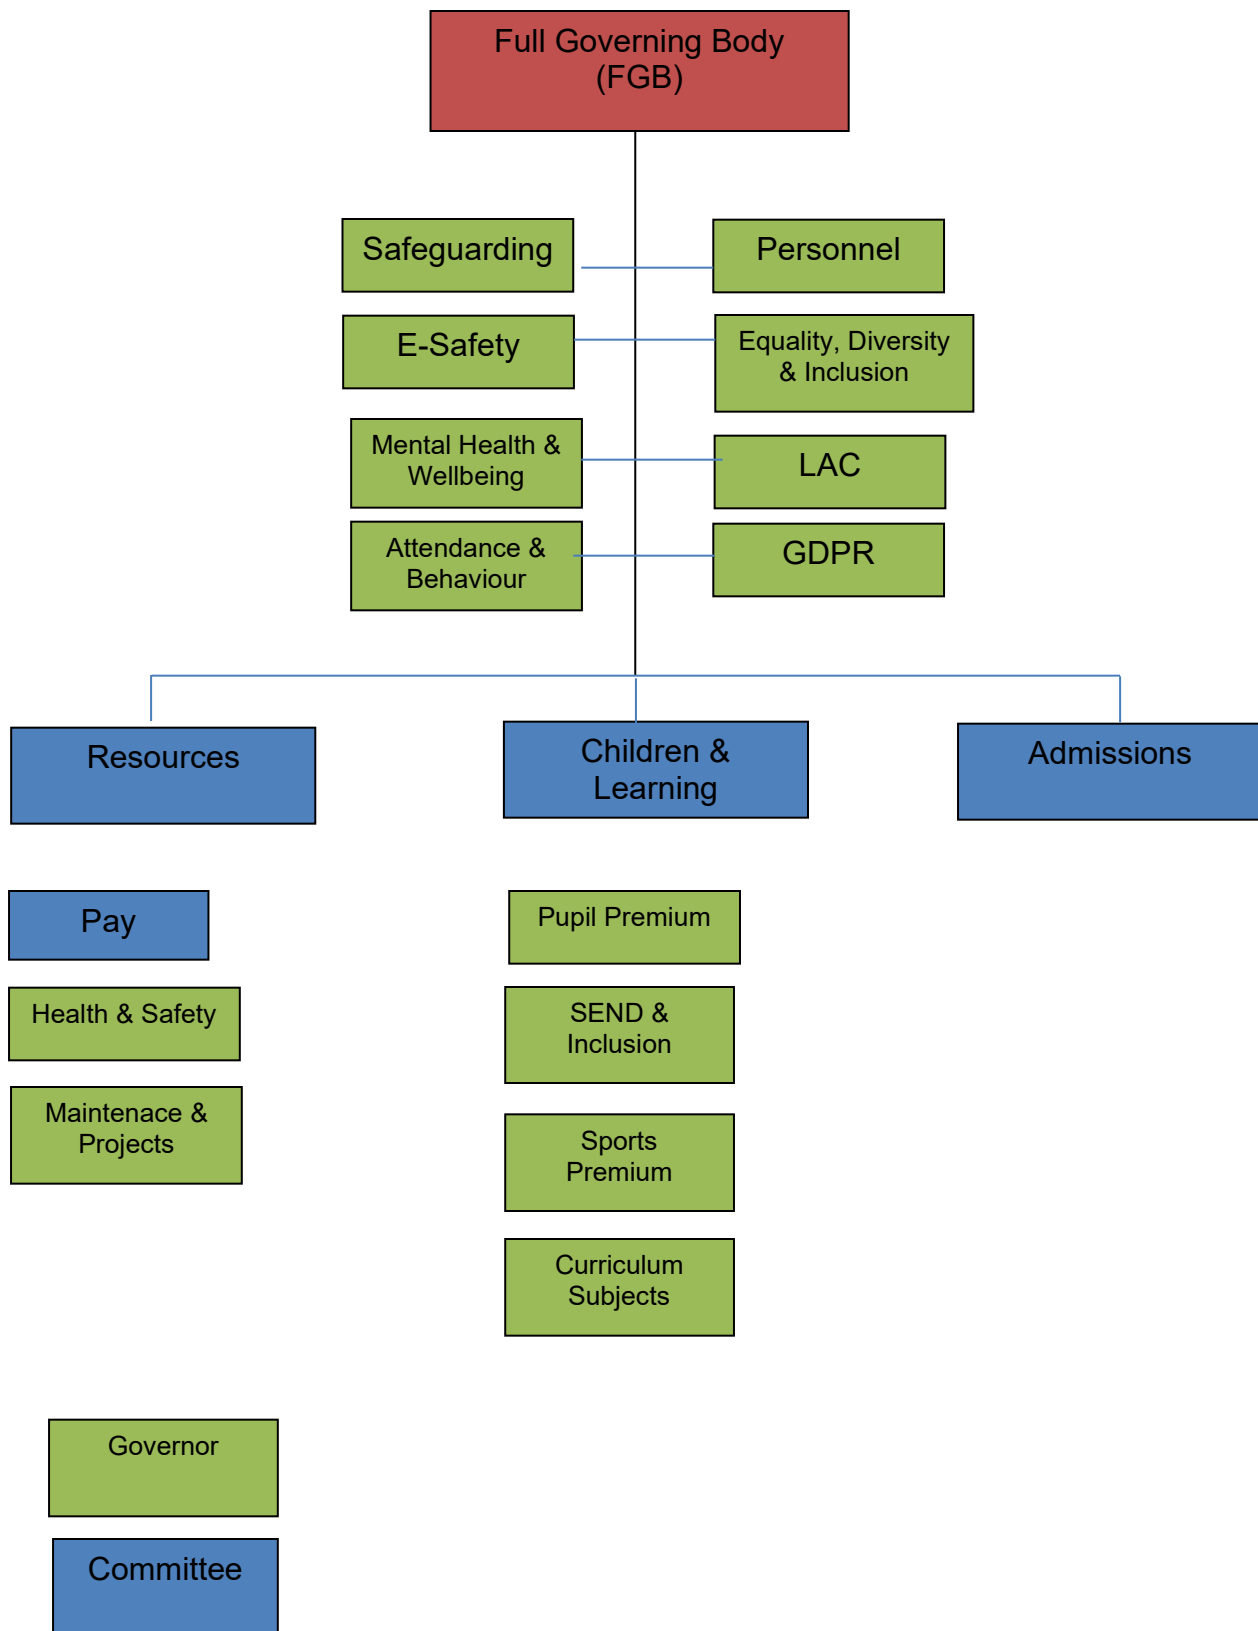 Full Governing Body
(FGB)
Safeguarding
Personnel
E-Safety
Equality, Diversity
& Inclusion
Mental Health &
Wellbeing
LAC
Attendance &
Behaviour
GDPR
Resources
Children &
Learning
Admissions
Pay
Health & Safety
Maintenace &
Projects
Pupil Premium
SEND &
Inclusion
Sports
Premium
Curriculum
Subjects
Governor
Committee